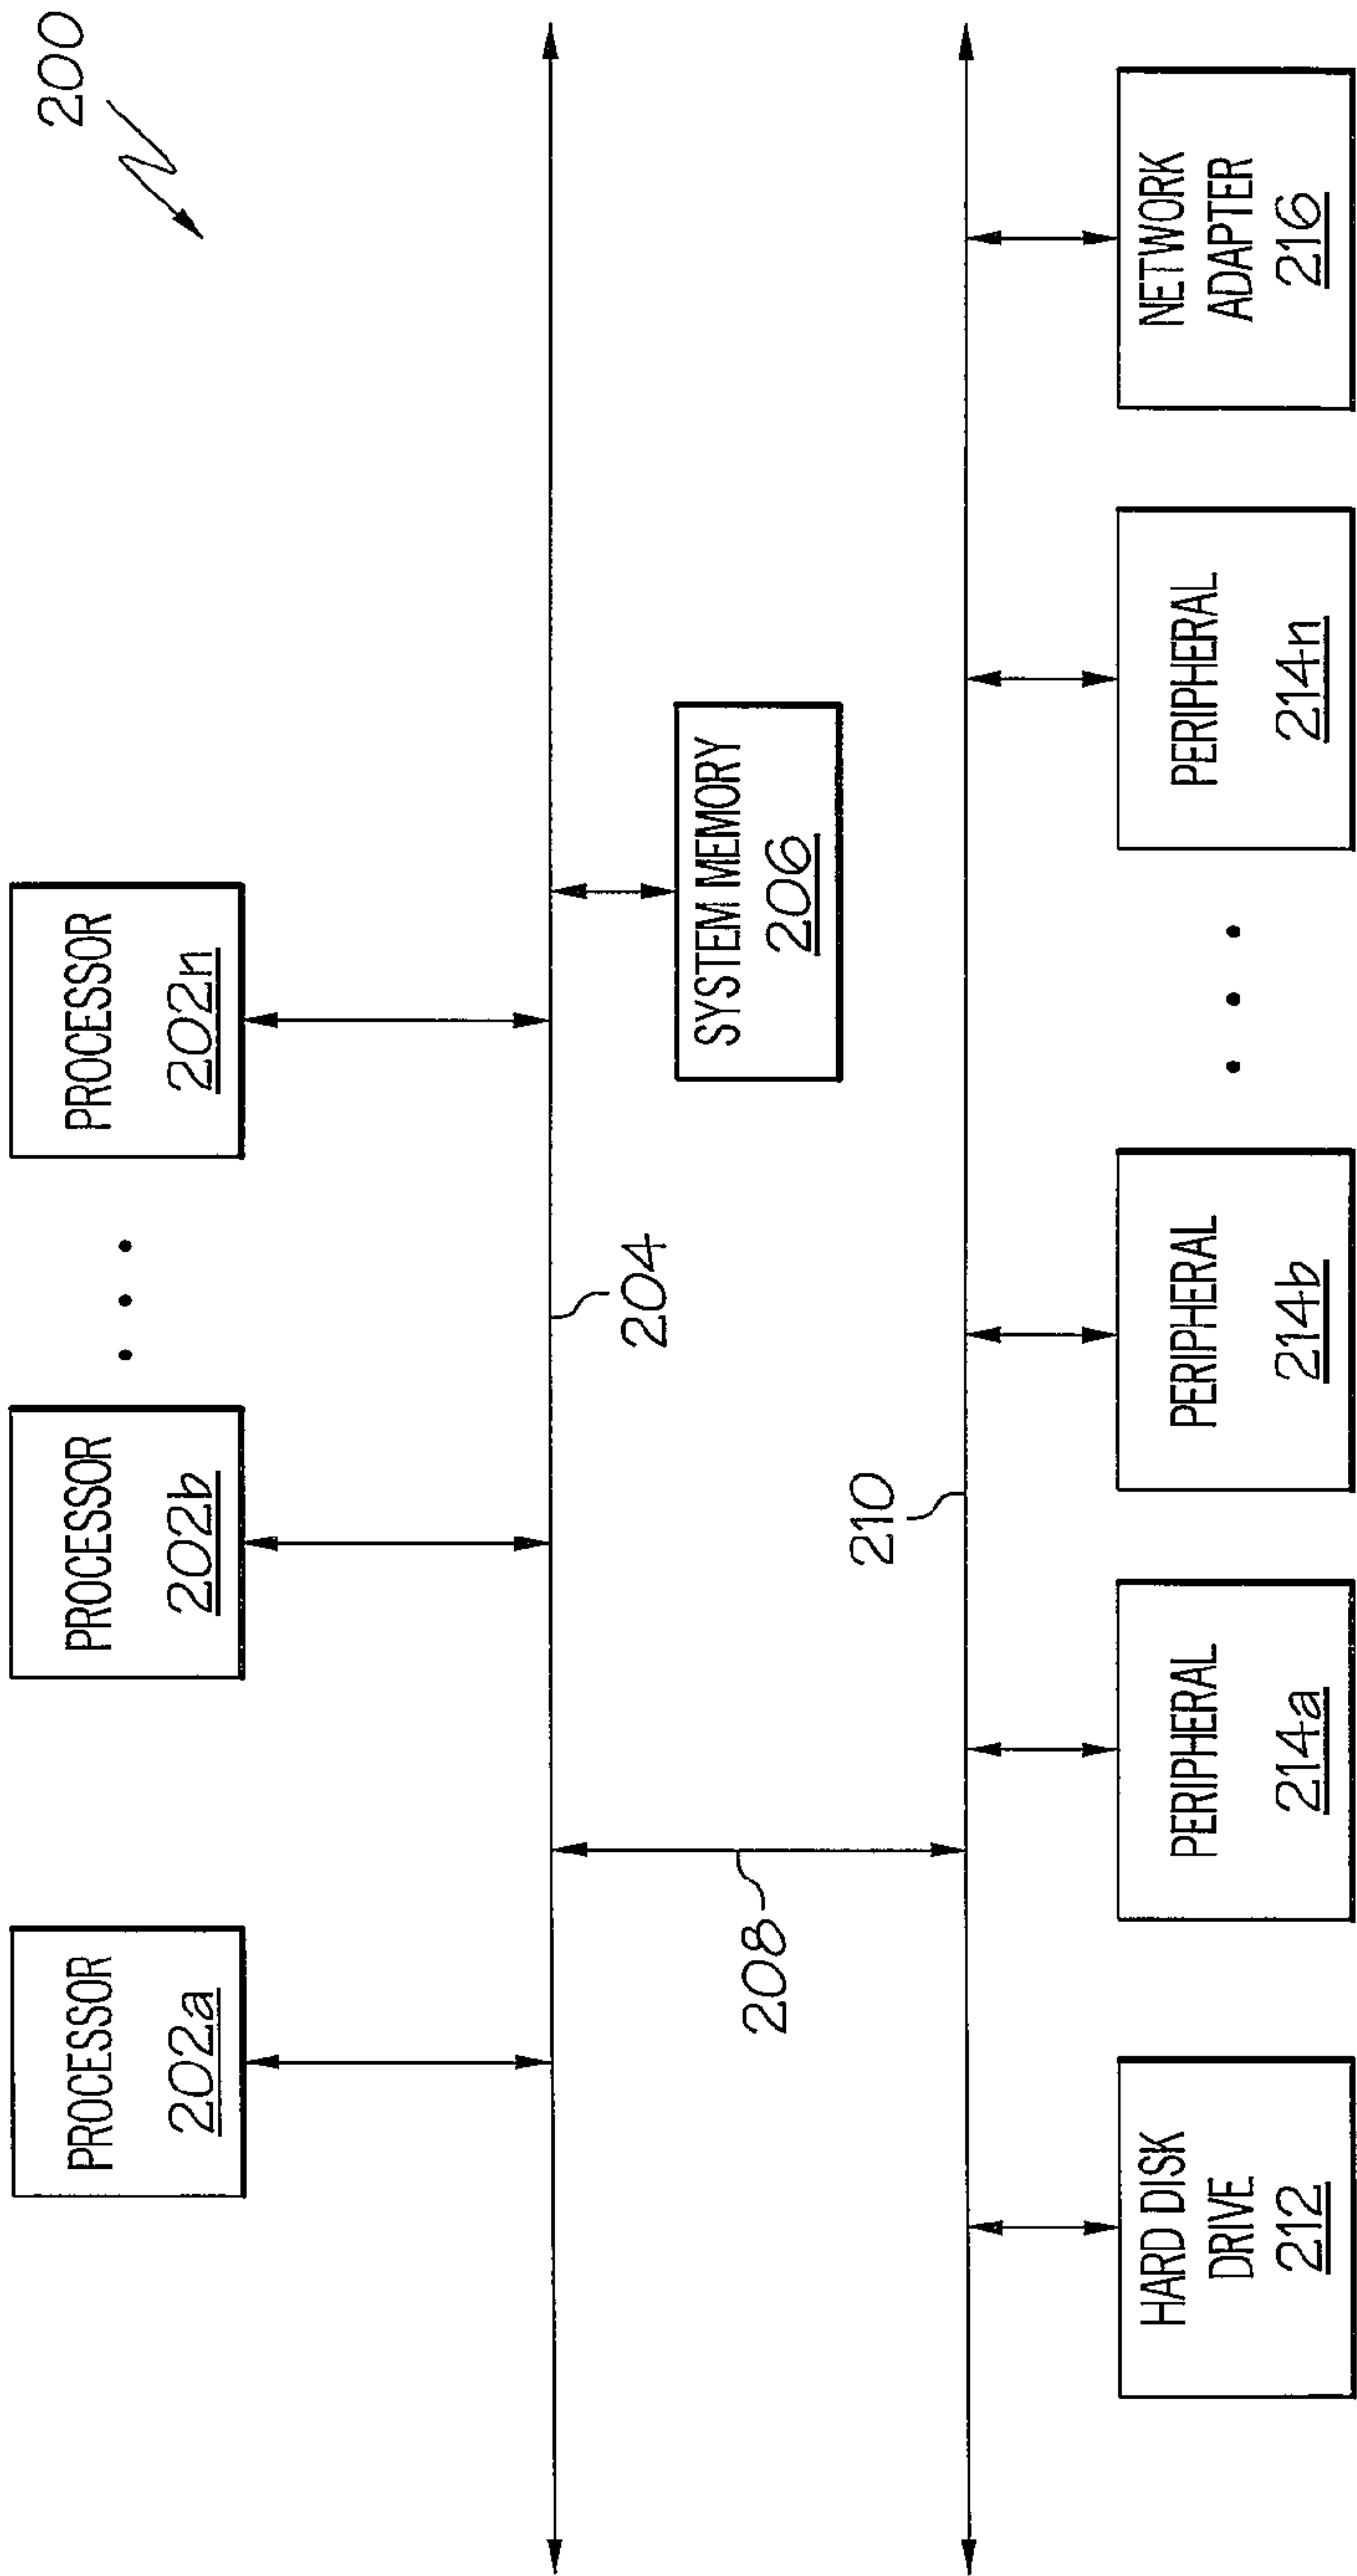 200
PROCESSOR
202a
PROCESSOR
202b
PROCESSOR
202n
204
SYSTEM MEMORY
206
208
210
HARD DISK
DRIVE
212
PERIPHERAL
214a
PERIPHERAL
214b
PERIPHERAL
214n
NETWORK
ADAPTER
216